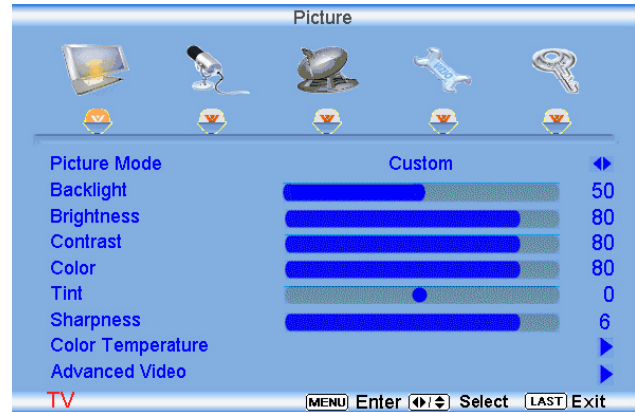 Picture
Picture Mode Custom
Backlight 50
Brightness 80
Contrast 80
Color 80
Tint 0
Sharpness 6
Color Temperature
Advanced Video
TV MENU Enter Select LAST Exit